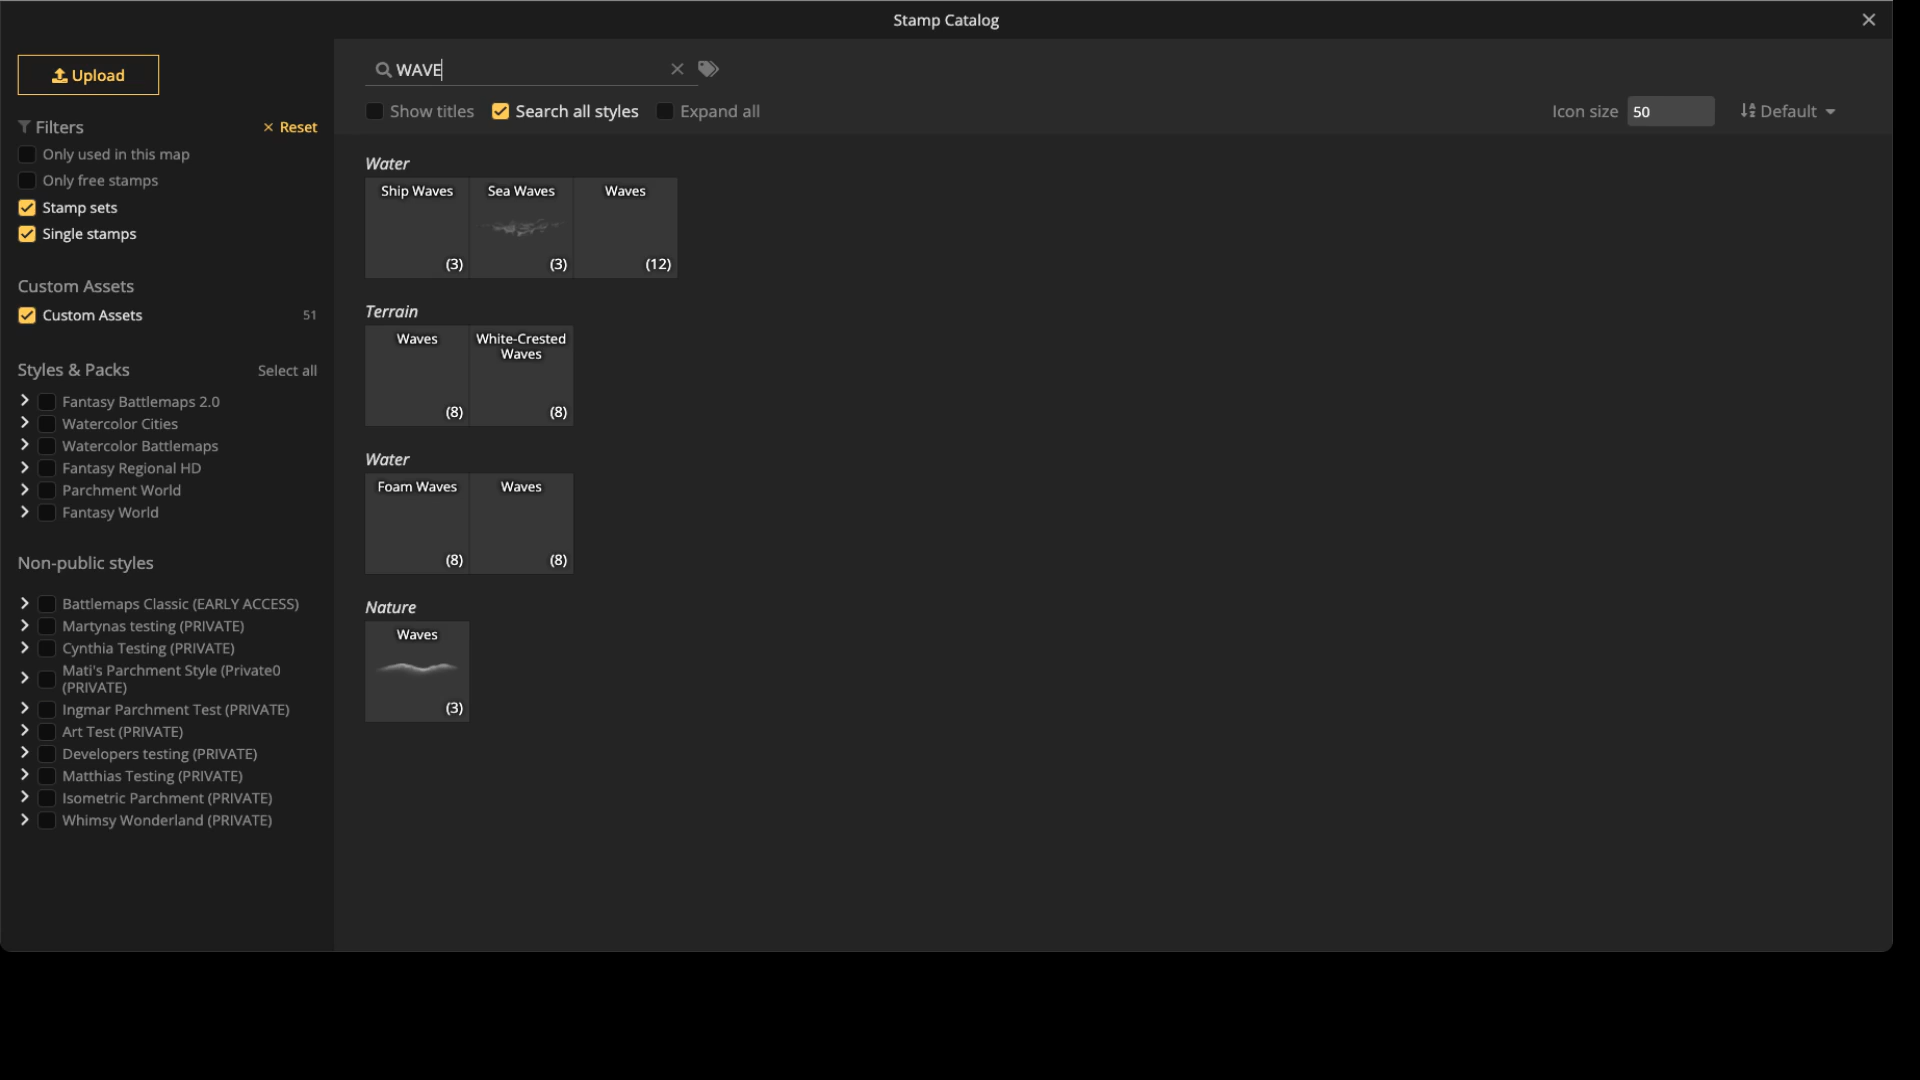 Stamp Catalog
Upload
WAVE
Show titles
Search all styles
Expand all
Icon size
50
Default
Filters
Reset
Only used in this map
Only free stamps
Stamp sets
Single stamps
Custom Assets
Custom Assets
51
Styles & Packs
Select all
Fantasy Battlemaps 2.0
Watercolor Cities
Watercolor Battlemaps
Fantasy Regional HD
Parchment World
Fantasy World
Non-public styles
Battlemaps Classic (EARLY ACCESS)
Martynas testing (PRIVATE)
Cynthia Testing (PRIVATE)
Mati's Parchment Style (Private0
(PRIVATE)
Ingmar Parchment Test (PRIVATE)
Art Test (PRIVATE)
Developers testing (PRIVATE)
Matthias Testing (PRIVATE)
Isometric Parchment (PRIVATE)
Whimsy Wonderland (PRIVATE)
Water
Ship Waves
(3)
Sea Waves
(3)
Waves
(12)
Terrain
Waves
(8)
White-Crested
Waves
(8)
Water
Foam Waves
(8)
Waves
(8)
Nature
Waves
(3)